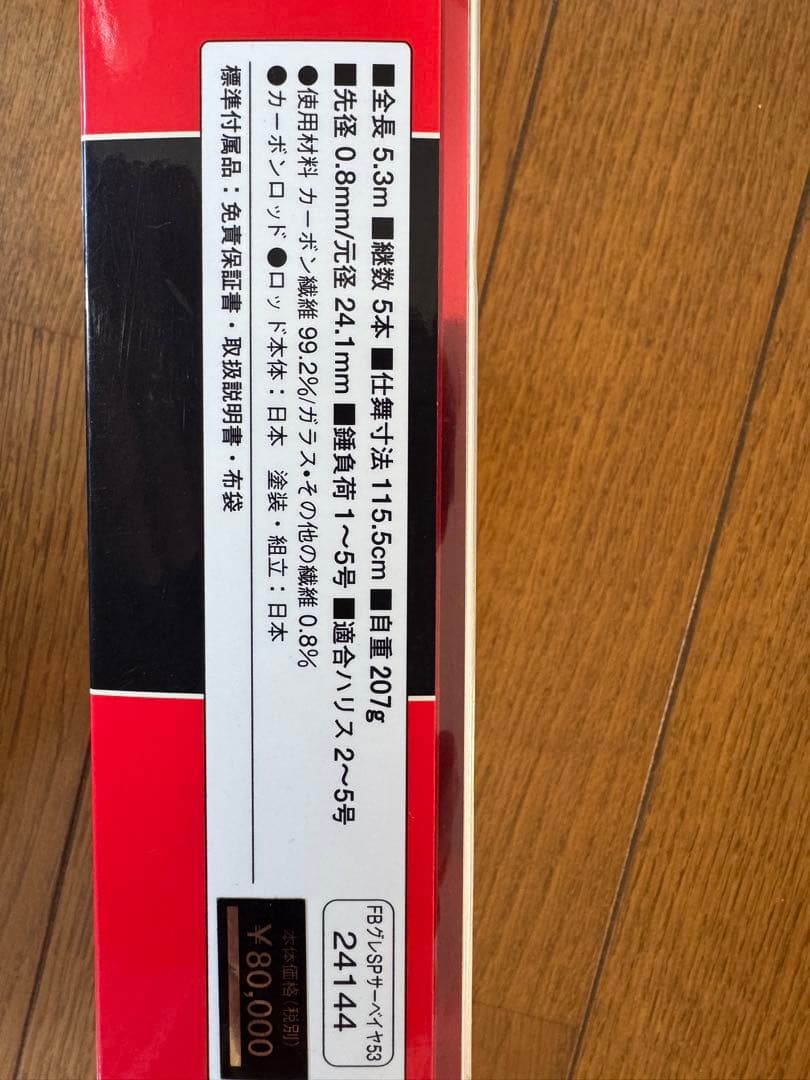 ■全長 5.3m ■継数 5本 ■仕舞寸法 115.5cm ■自重 207g
■先径 0.8mm/元径 24.1mm ■錘負荷 1～5号 ■適合ハリス 2～5号
●使用材料 カーボン繊維 99.2%/ガラス・その他の繊維 0.8%
●カーボンロッド ●ロッド本体：日本 塗装・組立：日本
標準付属品：免責保証書・取扱説明書・布袋
FBグレSPサーベイヤ53
24144
本体価格(税別)
￥80,000